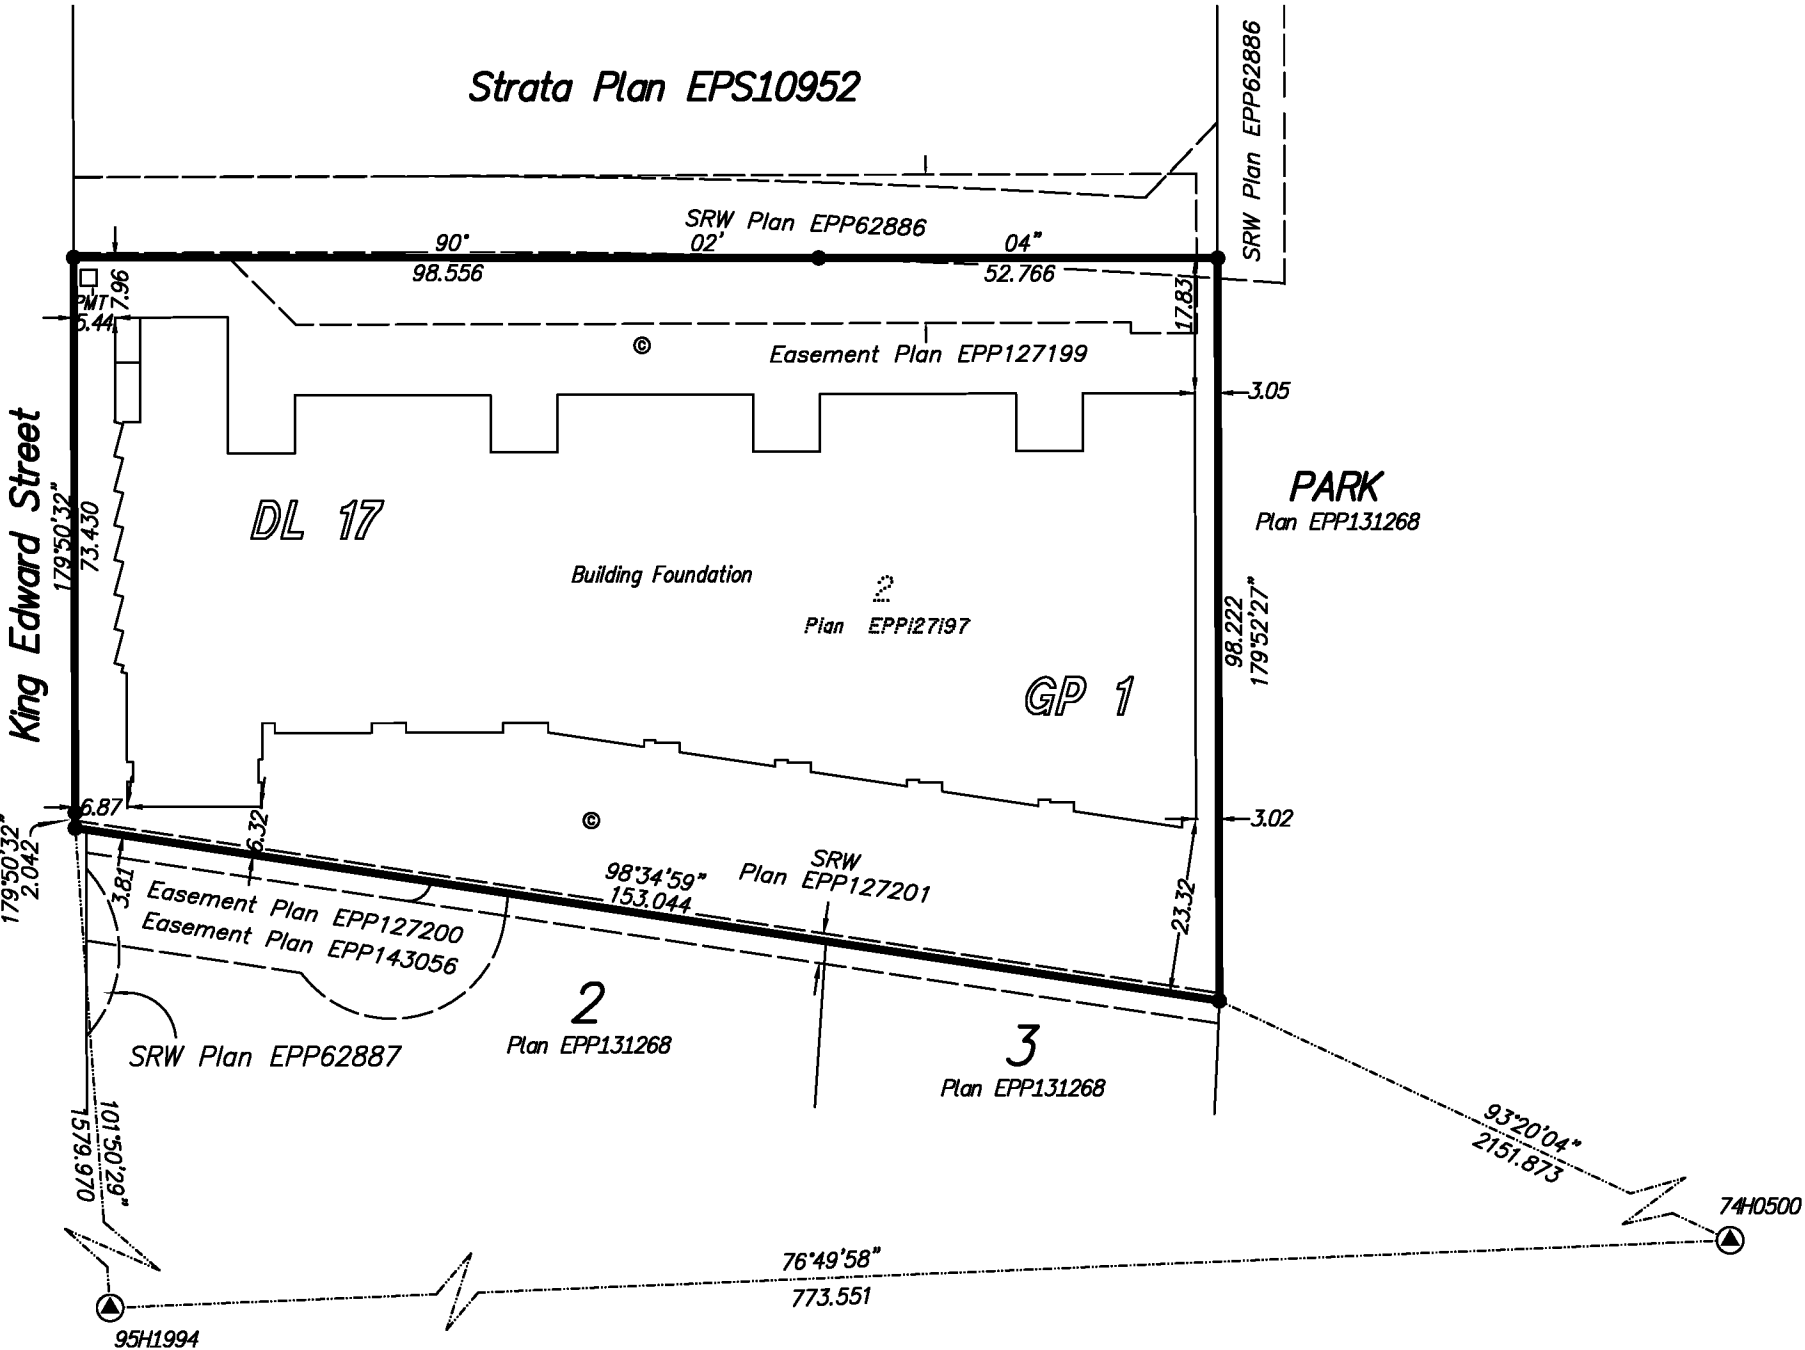 Strata Plan EPS10952
SRW Plan EPP62886
SRW Plan EPP62886
90° 02' 04"
98.556
52.766
PMT
7.96
5.44
17.83
Easement Plan EPP127199
©
3.05
King Edward Street
179°50'32"
73.430
DL 17
PARK
Plan EPP131268
Building Foundation
2
Plan EPP127197
98.222
179°52'27"
GP 1
6.87
6.32
©
3.02
179°50'32"
2.042
3.81
98°34'59"
153.044
SRW
Plan EPP127201
23.32
Easement Plan EPP127200
Easement Plan EPP143056
2
Plan EPP131268
3
Plan EPP131268
SRW Plan EPP62887
101°50'29"
1579.970
93°20'04"
2151.873
74H0500
76°49'58"
773.551
95H1994